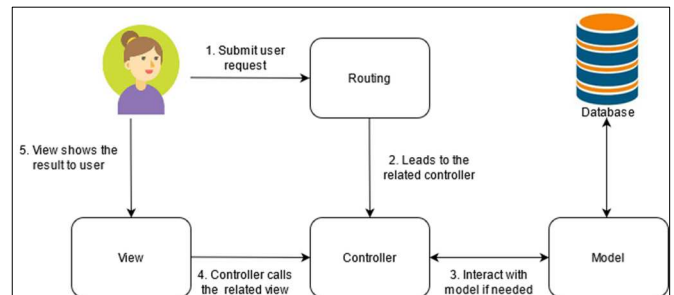 1. Submit user
request
Routing
Database
5. View shows the
result to user
2. Leads to the
related controller
View
Controller
Model
4. Controller calls
the related view
3. Interact with
model if needed